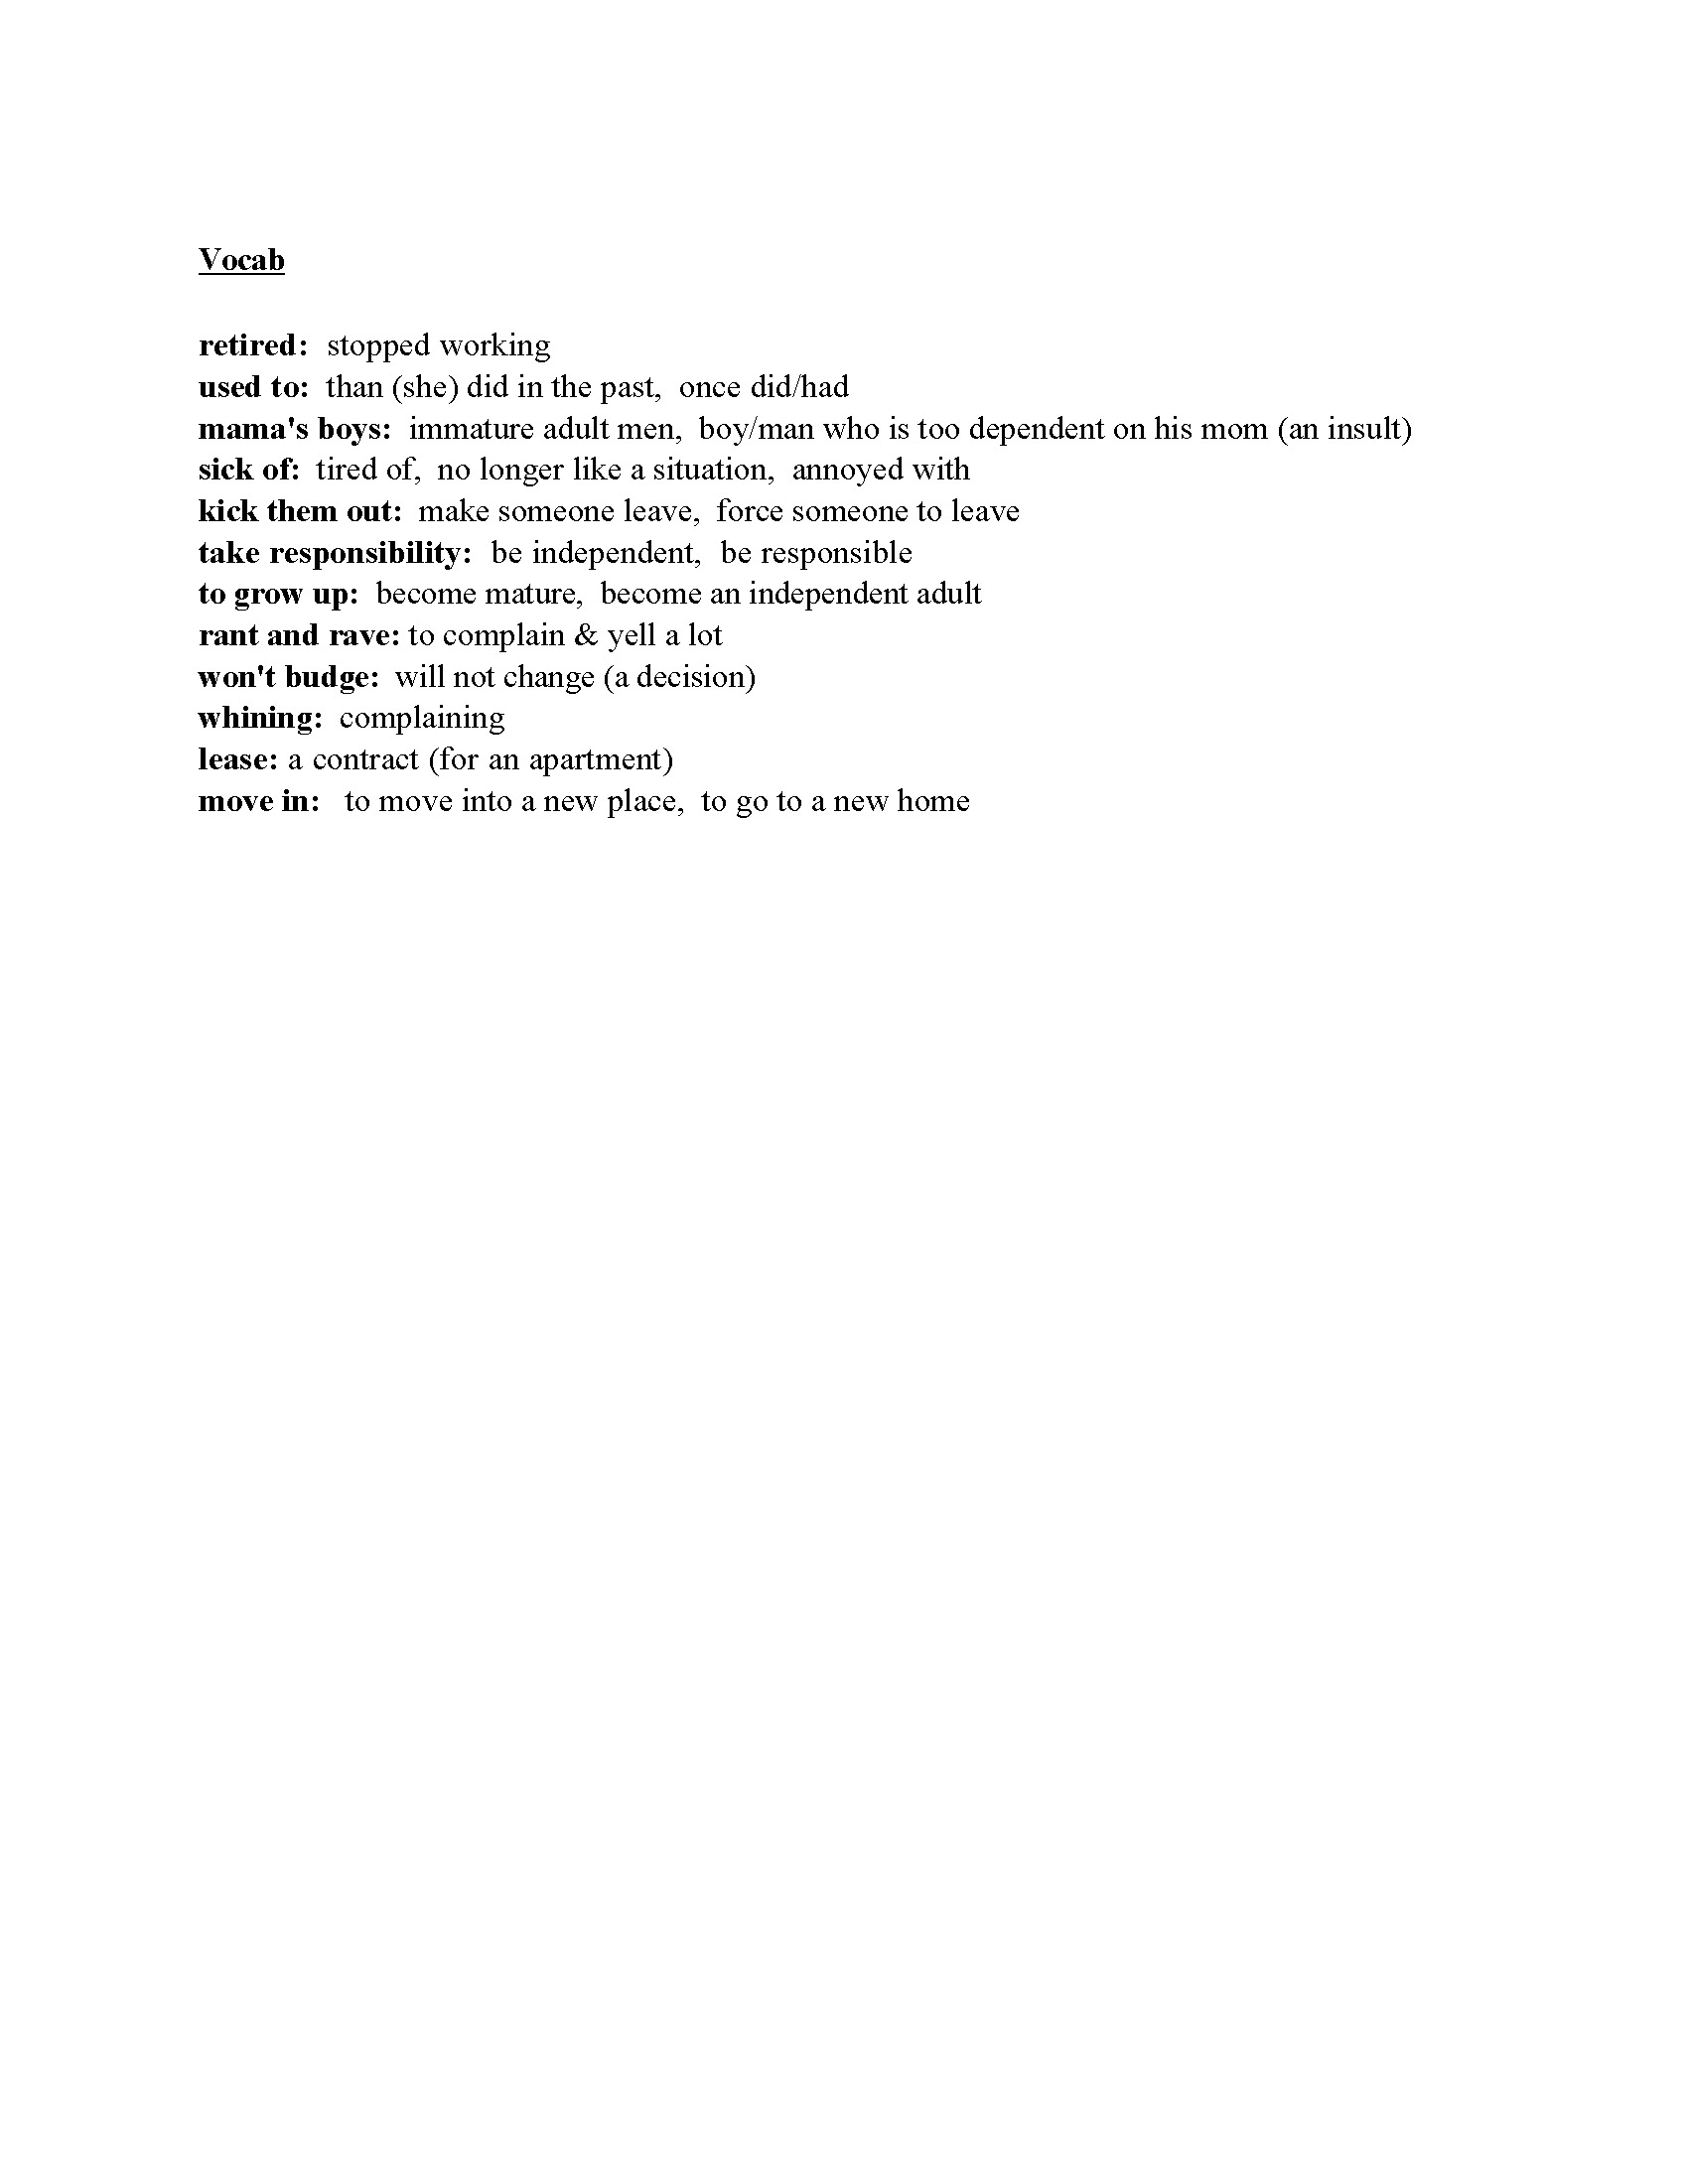 Vocab
retired:  stopped working
used to:  than (she) did in the past,  once did/had
mama's boys:  immature adult men,  boy/man who is too dependent on his mom (an insult)
sick of:  tired of,  no longer like a situation,  annoyed with
kick them out:  make someone leave,  force someone to leave
take responsibility:  be independent,  be responsible
to grow up:  become mature,  become an independent adult
rant and rave: to complain & yell a lot
won't budge:  will not change (a decision)
whining:  complaining
lease: a contract (for an apartment)
move in:   to move into a new place,  to go to a new home